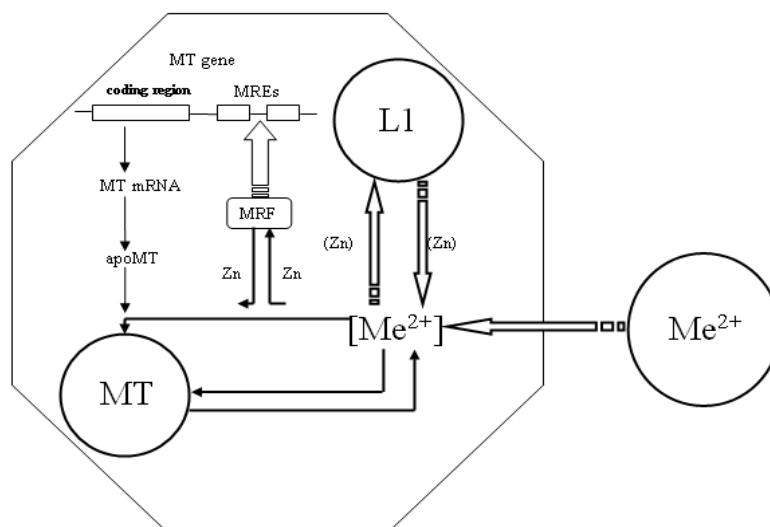 MT gene
coding region
MREs
L1
MT mRNA
MRF
(Zn)
(Zn)
apoMT
Zn
Zn
[Me²⁺]
Me²⁺
MT